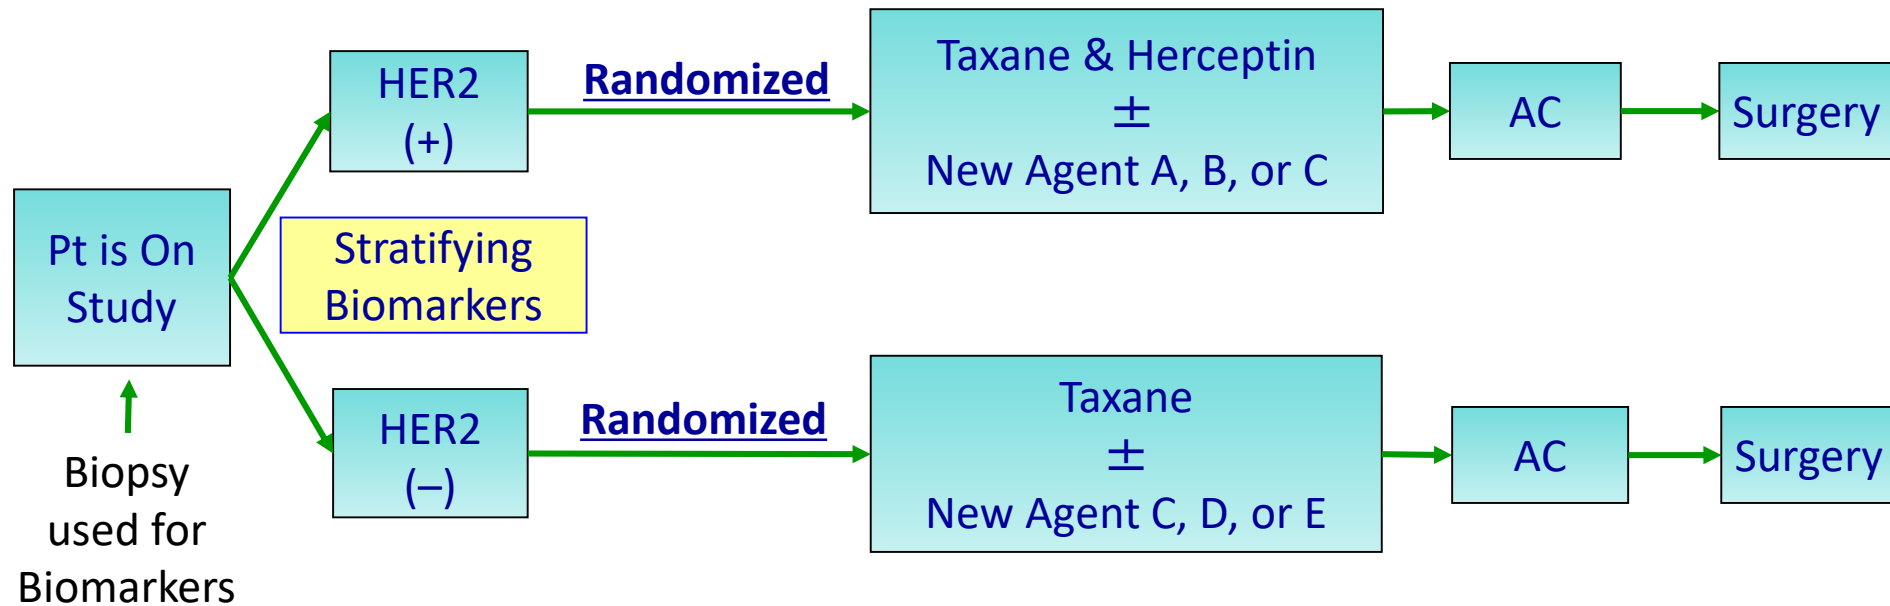 Pt is On
Study
Biopsy
used for
Biomarkers
Stratifying
Biomarkers
HER2
(+)
Randomized
Taxane & Herceptin
±
New Agent A, B, or C
AC
Surgery
HER2
(–)
Randomized
Taxane
±
New Agent C, D, or E
AC
Surgery